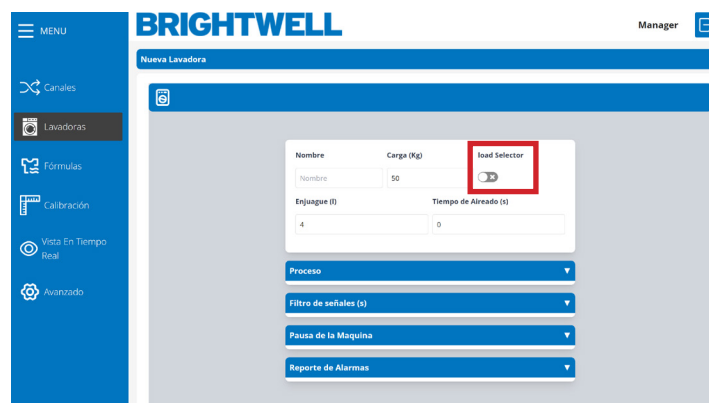 MENU
BRIGHTWELL
Manager
Nueva Lavadora
Canales
Lavadoras
Fórmulas
Calibración
Vista En Tiempo
Real
Avanzado
Nombre Carga (Kg) load Selector
Nombre 50
Enjuague (l) Tiempo de Aireado (s)
4 0
Proceso
Filtro de señales (s)
Pausa de la Maquina
Reporte de Alarmas